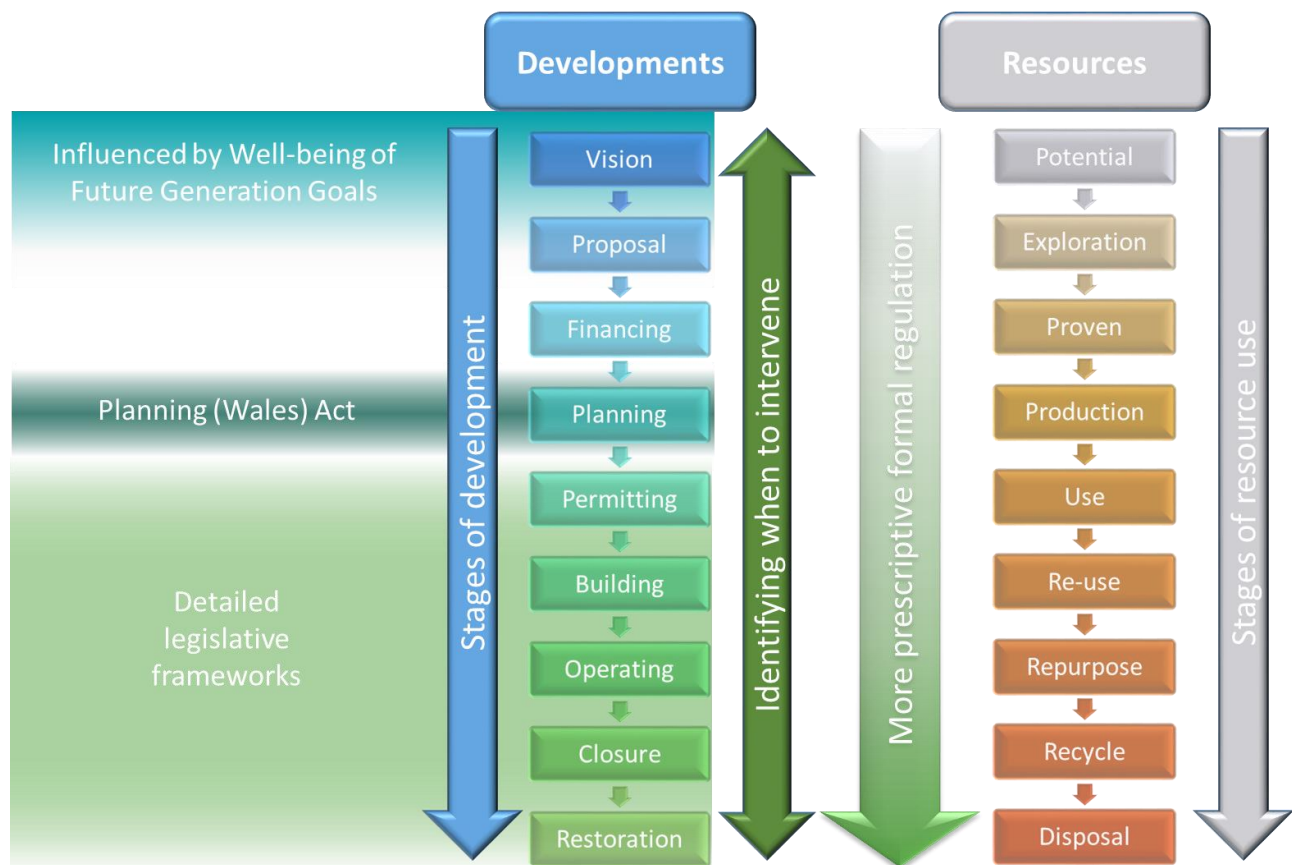 Developments
Resources
Influenced by Well-being of
Future Generation Goals
Planning (Wales) Act
Detailed
legislative
frameworks
Stages of development
Vision
Proposal
Financing
Planning
Permitting
Building
Operating
Closure
Restoration
Identifying when to intervene
More prescriptive formal regulation
Potential
Exploration
Proven
Production
Use
Re-use
Repurpose
Recycle
Disposal
Stages of resource use